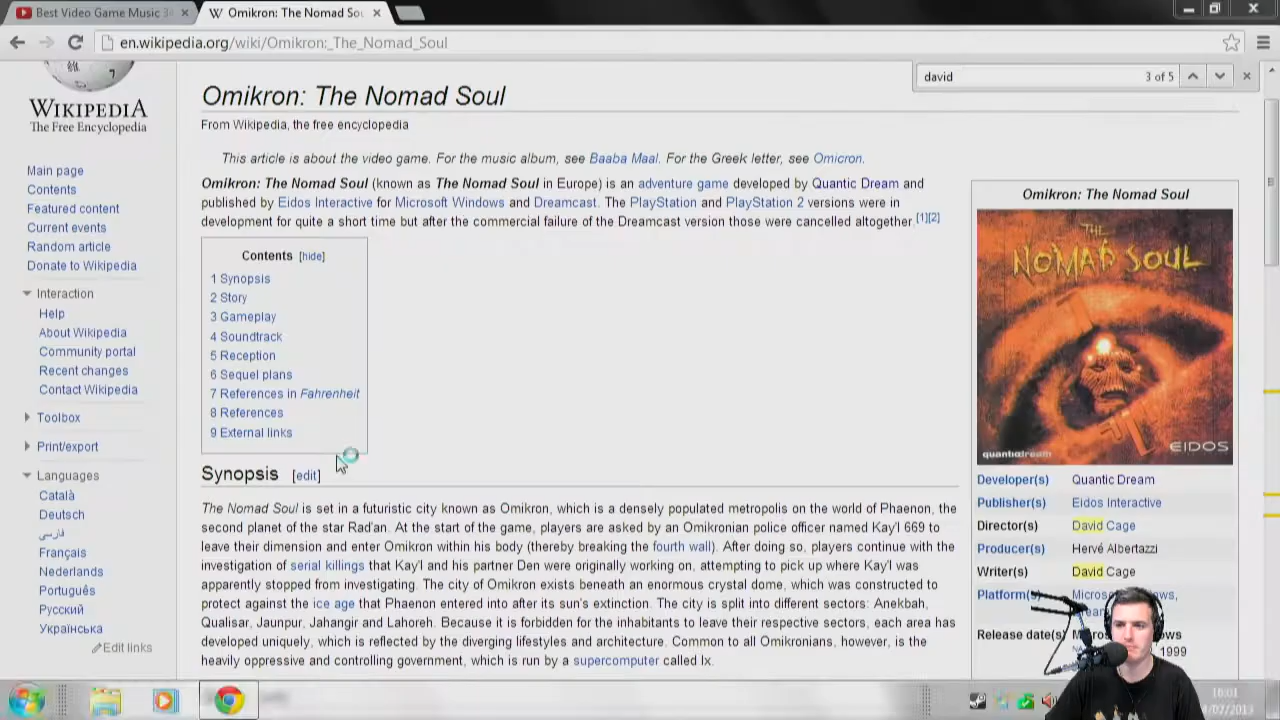 Best Video Game Music 3
Omikron: The Nomad Sou
en.wikipedia.org/wiki/Omikron:_The_Nomad_Soul
david
3 of 5
WIKIPEDIA
The Free Encyclopedia
Main page
Contents
Featured content
Current events
Random article
Donate to Wikipedia
Interaction
Help
About Wikipedia
Community portal
Recent changes
Contact Wikipedia
Toolbox
Print/export
Languages
Català
Deutsch
فارسی
Français
Nederlands
Português
Русский
Українська
Edit links
Omikron: The Nomad Soul
From Wikipedia, the free encyclopedia
This article is about the video game. For the music album, see Baaba Maal. For the Greek letter, see Omicron.
Omikron: The Nomad Soul (known as The Nomad Soul in Europe) is an adventure game developed by Quantic Dream and
published by Eidos Interactive for Microsoft Windows and Dreamcast. The PlayStation and PlayStation 2 versions were in
development for quite a short time but after the commercial failure of the Dreamcast version those were cancelled altogether.[1][2]
Contents [hide]
1 Synopsis
2 Story
3 Gameplay
4 Soundtrack
5 Reception
6 Sequel plans
7 References in Fahrenheit
8 References
9 External links
Synopsis [edit]
The Nomad Soul is set in a futuristic city known as Omikron, which is a densely populated metropolis on the world of Phaenon, the
second planet of the star Rad'an. At the start of the game, players are asked by an Omikronian police officer named Kay'l 669 to
leave their dimension and enter Omikron within his body (thereby breaking the fourth wall). After doing so, players continue with the
investigation of serial killings that Kay'l and his partner Den were originally working on, attempting to pick up where Kay'l was
apparently stopped from investigating. The city of Omikron exists beneath an enormous crystal dome, which was constructed to
protect against the ice age that Phaenon entered into after its sun's extinction. The city is split into different sectors: Anekbah,
Qualisar, Jaunpur, Jahangir and Lahoreh. Because it is forbidden for the inhabitants to leave their respective sectors, each area has
developed uniquely, which is reflected by the diverging lifestyles and architecture. Common to all Omikronians, however, is the
heavily oppressive and controlling government, which is run by a supercomputer called Ix.
Omikron: The Nomad Soul
THE
NOMAD SOUL
quanticdream
EIDOS
Developer(s) Quantic Dream
Publisher(s) Eidos Interactive
Director(s) David Cage
Producer(s) Hervé Albertazzi
Writer(s) David Cage
Platform(s)
Release date(s)
1999
16:01
/07/2013